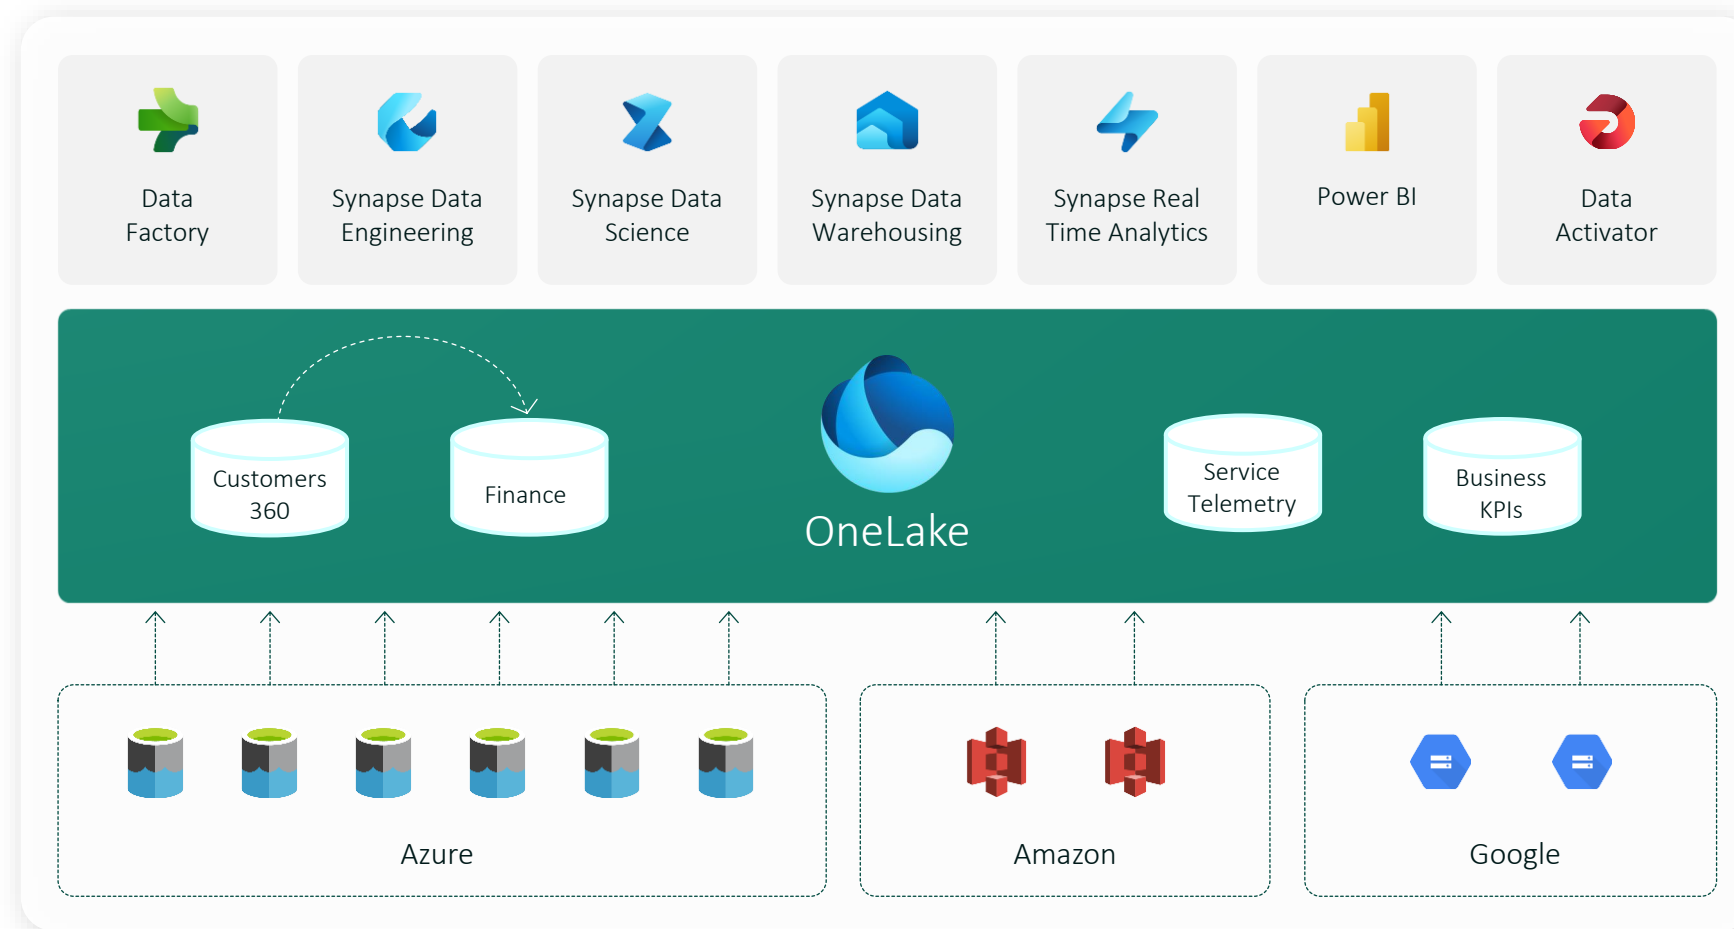 Data
Factory
Synapse Data
Engineering
Synapse Data
Science
Synapse Data
Warehousing
Synapse Real
Time Analytics
Power BI
Data
Activator
Customers
360
Finance
OneLake
Service
Telemetry
Business
KPIs
Azure
Amazon
Google